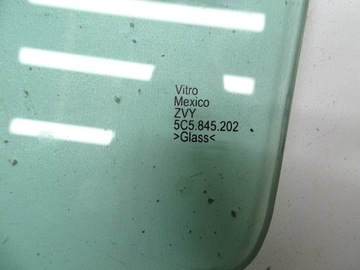 Vitro
Mexico
ZVY
5C5.845.202
>Glass<